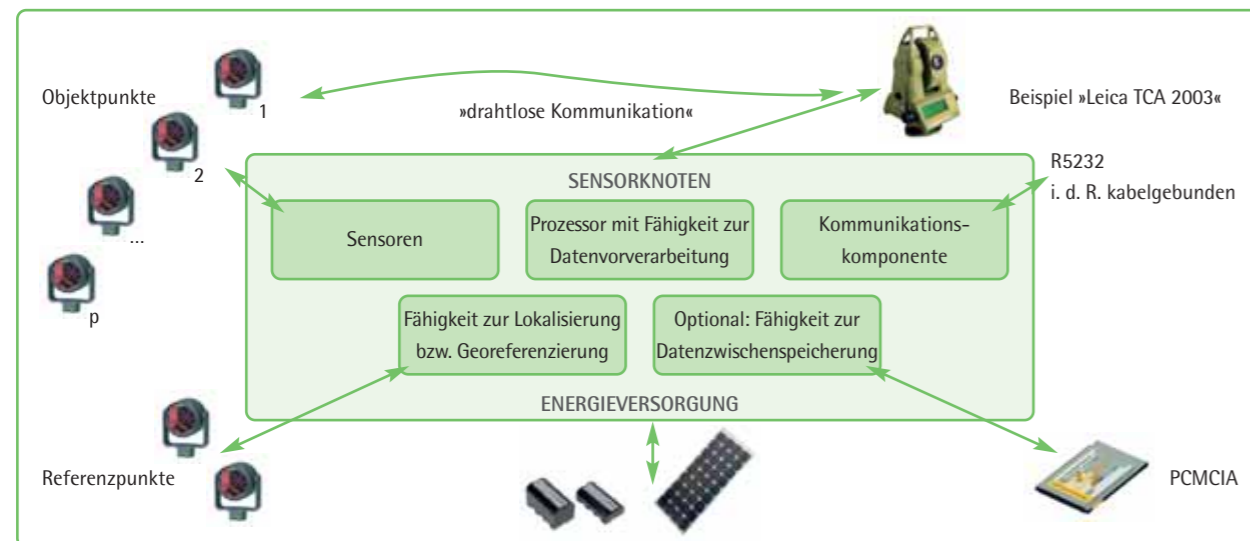 Objektpunkte
1
2
...
p
»drahtlose Kommunikation«
Beispiel »Leica TCA 2003«
R5232
i. d. R. kabelgebunden
SENSORKNOTEN
Sensoren
Prozessor mit Fähigkeit zur
Datenvorverarbeitung
Kommunikations-
komponente
Fähigkeit zur Lokalisierung
bzw. Georeferenzierung
Optional: Fähigkeit zur
Datenzwischenspeicherung
ENERGIEVERSORGUNG
Referenzpunkte
PCMCIA